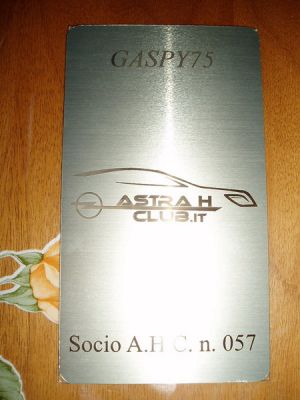 GASPY75
ASTRA H
CLUB.IT
Socio A.H.C. n. 057